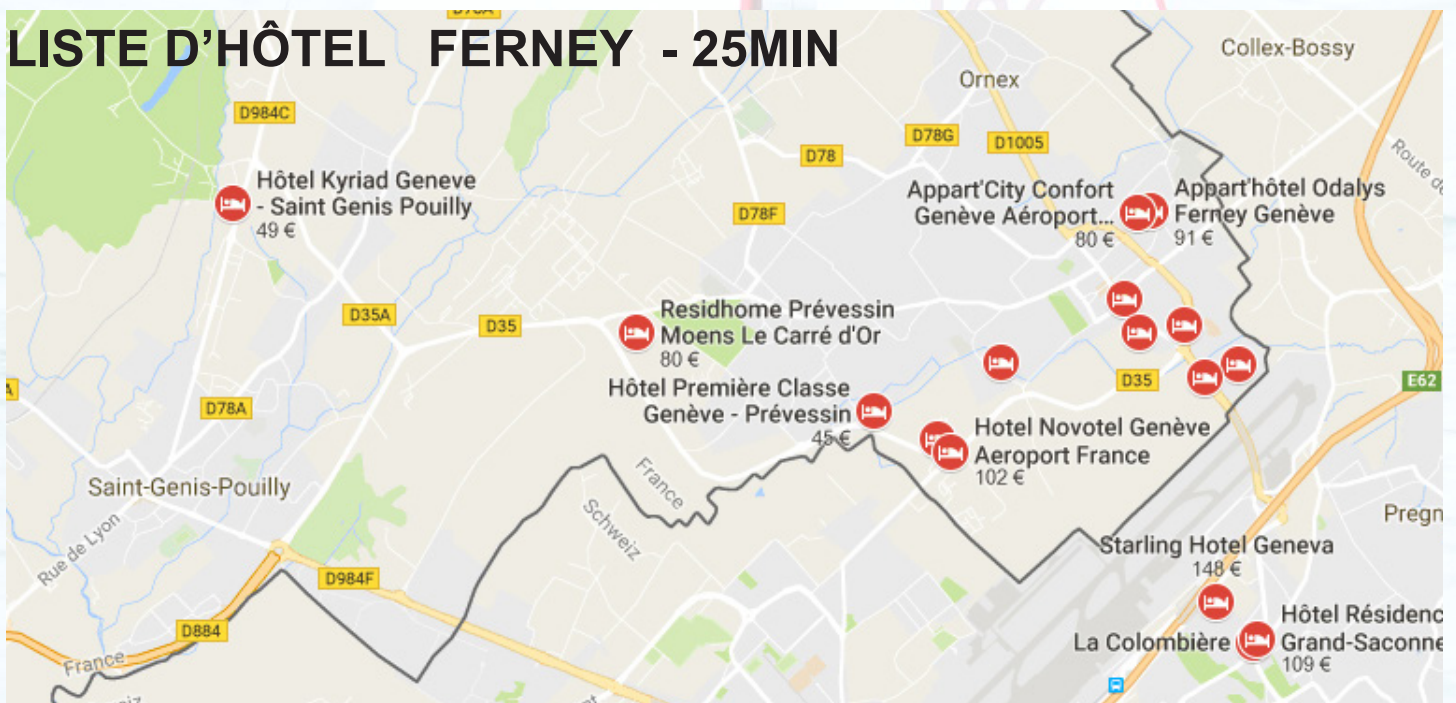 LISTE D'HÔTEL FERNEY - 25MIN
Collex-Bossy
Ornex
D984C
D78G
D1005
D78
Route d
Hôtel Kyriad Geneve
- Saint Genis Pouilly
49 €
Appart'City Confort
Genève Aéroport...
80 €
Appart'hôtel Odalys
Ferney Genève
91 €
D78F
D35A
D35
Residhome Prévessin
Moens Le Carré d'Or
80 €
D35
E62
D78A
Hôtel Première Classe
Genève - Prévessin
45 €
Hotel Novotel Genève
Aeroport France
102 €
Saint-Genis-Pouilly
France
Schweiz
Rue de Lyon
Pregn
Starling Hotel Geneva
148 €
D984F
D884
France
La Colombière
Hôtel Résidenc
Grand-Saconne
109 €